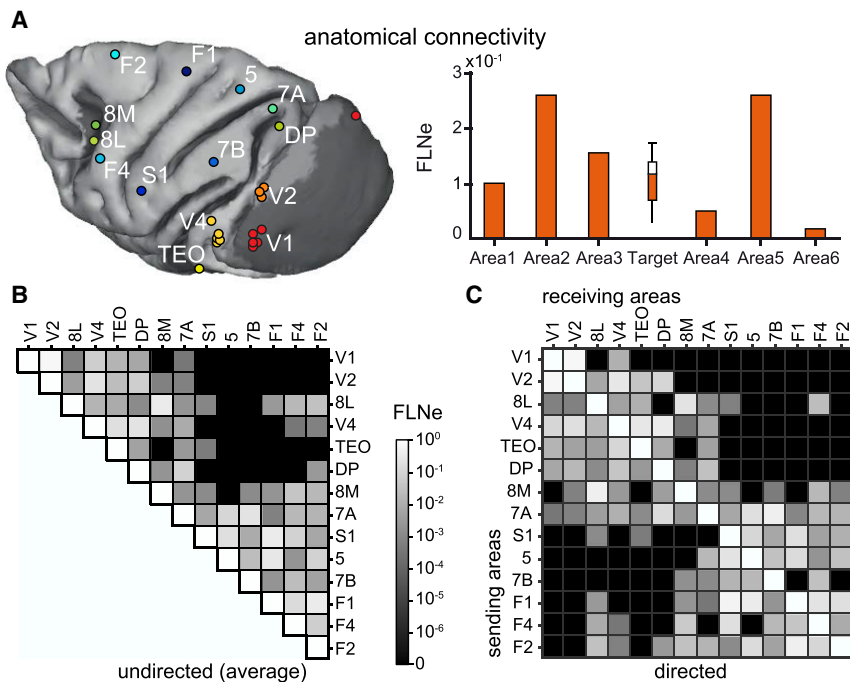 A
anatomical connectivity
F2
F1
5
7A
8M
8L
DP
F4
S1
7B
V2
V4
V1
TEO
x10-1
3
2
1
0
FLNe
Area1 Area2 Area3 Target Area4 Area5 Area6
B
V1 V2 8L V4 TEO DP 8M 7A S1 5 7B F1 F4 F2
V1
V2
8L
V4
TEO
DP
8M
7A
S1
5
7B
F1
F4
F2
undirected (average)
FLNe
10⁰
10⁻¹
10⁻²
10⁻³
10⁻⁴
10⁻⁵
10⁻⁶
0
C
receiving areas
V1 V2 8L V4 TEO DP 8M 7A S1 5 7B F1 F4 F2
V1
V2
8L
V4
TEO
DP
8M
7A
S1
5
7B
F1
F4
F2
sending areas
directed